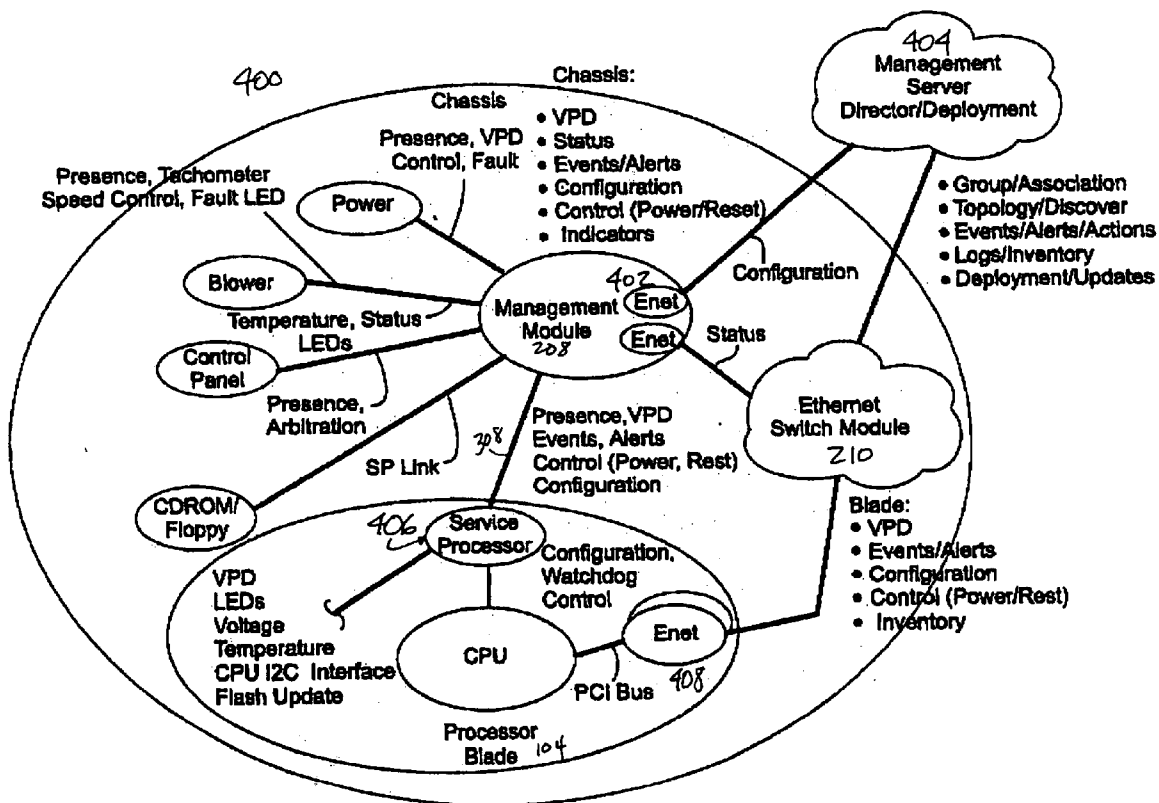 400
404
Management
Server
Director/Deployment
Chassis:
• VPD
• Status
• Events/Alerts
• Configuration
• Control (Power/Reset)
• Indicators
Chassis
Presence, VPD
Control, Fault
Presence, Tachometer
Speed Control, Fault LED
Power
Blower
Temperature, Status
LEDs
Control
Panel
Presence,
Arbitration
CDROM/
Floppy
SP Link
Management
Module
208
402
Enet
Enet
Configuration
Status
• Group/Association
• Topology/Discover
• Events/Alerts/Actions
• Logs/Inventory
• Deployment/Updates
Ethernet
Switch Module
210
308
Presence,VPD
Events, Alerts
Control (Power, Rest)
Configuration
Blade:
• VPD
• Events/Alerts
• Configuration
• Control (Power/Rest)
• Inventory
406
Service
Processor
Configuration,
Watchdog
Control
VPD
LEDs
Voltage
Temperature
CPU I2C Interface
Flash Update
CPU
Enet
408
PCI Bus
Processor
Blade 104